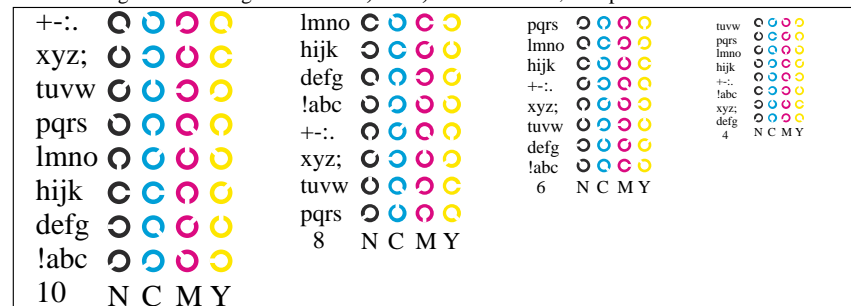 +-:.
xyz;
tuvw
pqrs
lmno
hijk
defg
!abc
10 N C M Y
lmno
hijk
defg
!abc
+-:.
xyz;
tuvw
pqrs
8 N C M Y
pqrs
lmno
hijk
+-:.
xyz;
tuvw
defg
!abc
6 N C M Y
tuvw
pqrs
lmno
hijk
+-:.
!abc
xyz;
defg
4 N C M Y